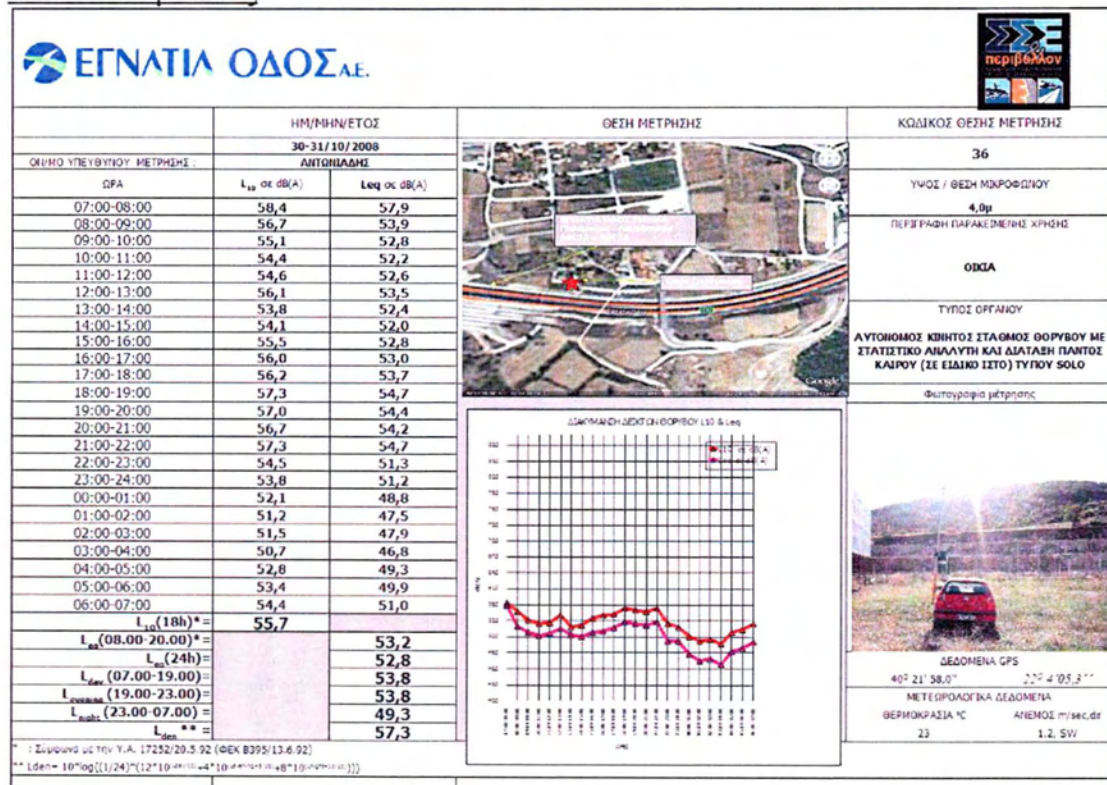 ΕΓΝΑΤΙΑ ΟΔΟΣ Α.Ε.
ΣΣΕ
περιβάλλον
ΗΜ/ΜΗΝ/ΕΤΟΣ
ΘΕΣΗ ΜΕΤΡΗΣΗΣ
ΚΩΔΙΚΟΣ ΘΕΣΗΣ ΜΕΤΡΗΣΗΣ
30-31/10/2008
36
ΟΝ/ΜΟ ΥΠΕΥΘΥΝΟΥ ΜΕΤΡΗΣΗΣ :
ΑΝΤΩΝΙΑΔΗΣ
ΩΡΑ L10 σε dB(A) Leq σε dB(A)
07:00-08:00 58,4 57,9
08:00-09:00 56,7 53,9
09:00-10:00 55,1 52,8
10:00-11:00 54,4 52,2
11:00-12:00 54,6 52,6
12:00-13:00 56,1 53,5
13:00-14:00 53,8 52,4
14:00-15:00 54,1 52,0
15:00-16:00 55,5 52,8
16:00-17:00 56,0 53,0
17:00-18:00 56,2 53,7
18:00-19:00 57,3 54,7
19:00-20:00 57,0 54,4
20:00-21:00 56,7 54,2
21:00-22:00 57,3 54,7
22:00-23:00 54,5 51,3
23:00-24:00 53,8 51,2
00:00-01:00 52,1 48,8
01:00-02:00 51,2 47,5
02:00-03:00 51,5 47,9
03:00-04:00 50,7 46,8
04:00-05:00 52,8 49,3
05:00-06:00 53,4 49,9
06:00-07:00 54,4 51,0
L10(18h)* = 55,7
Leq(08.00-20.00)* = 53,2
Leq(24h)= 52,8
Lday (07.00-19.00)= 53,8
Levening (19.00-23.00)= 53,8
Lnight (23.00-07.00) = 49,3
Lden ** = 57,3
* : Σύμφωνα με την Υ.Α. 17252/20.5.92 (ΦΕΚ Β395/13.6.92)
Google
ΔΙΑΚΥΜΑΝΣΗ ΔΕΙΚΤΩΝ ΘΟΡΥΒΟΥ L10 & Leq
ΥΨΟΣ / ΘΕΣΗ ΜΙΚΡΟΦΩΝΟΥ
4,0μ
ΠΕΡΙΓΡΑΦΗ ΠΑΡΑΚΕΙΜΕΝΗΣ ΧΡΗΣΗΣ
ΟΙΚΙΑ
ΤΥΠΟΣ ΟΡΓΑΝΟΥ
ΑΥΤΟΝΟΜΟΣ ΚΙΝΗΤΟΣ ΣΤΑΘΜΟΣ ΘΟΡΥΒΟΥ ΜΕ
ΣΤΑΤΙΣΤΙΚΟ ΑΝΑΛΥΤΗ ΚΑΙ ΔΙΑΤΑΞΗ ΠΑΝΤΟΣ
ΚΑΙΡΟΥ (ΣΕ ΕΙΔΙΚΟ ΙΣΤΟ) ΤΥΠΟΥ SOLO
Φωτογραφία μέτρησης
ΔΕΔΟΜΕΝΑ GPS
40º 21' 58.0'' 22º 4'05,3''
ΜΕΤΕΩΡΟΛΟΓΙΚΑ ΔΕΔΟΜΕΝΑ
ΘΕΡΜΟΚΡΑΣΙΑ °C ΑΝΕΜΟΣ m/sec,dir
23 1.2, SW